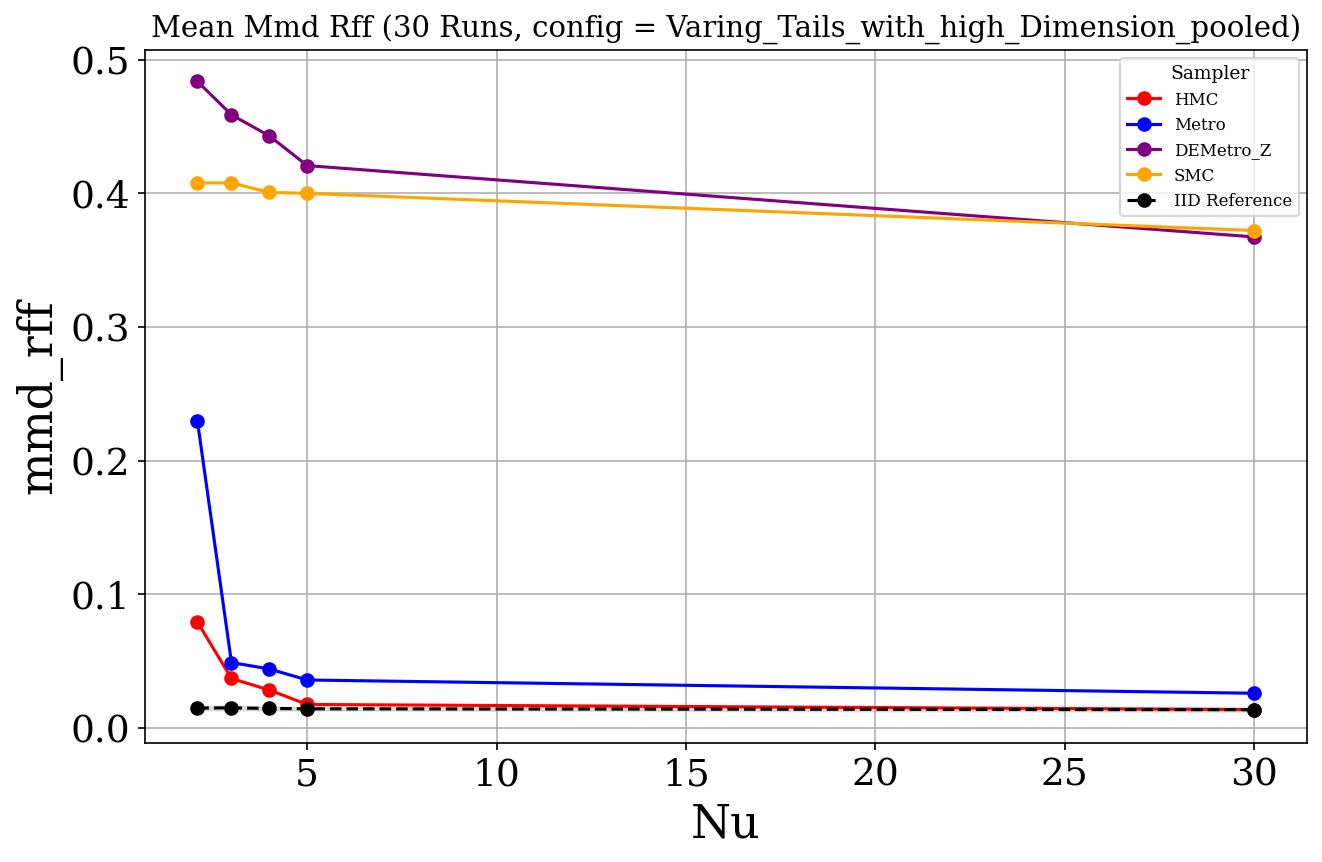 Mean Mmd Rff (30 Runs, config = Varing_Tails_with_high_Dimension_pooled)
Sampler
HMC
Metro
DEMetro_Z
SMC
IID Reference
mmd_rff
0.5
0.4
0.3
0.2
0.1
0.0
5
10
15
20
25
30
Nu